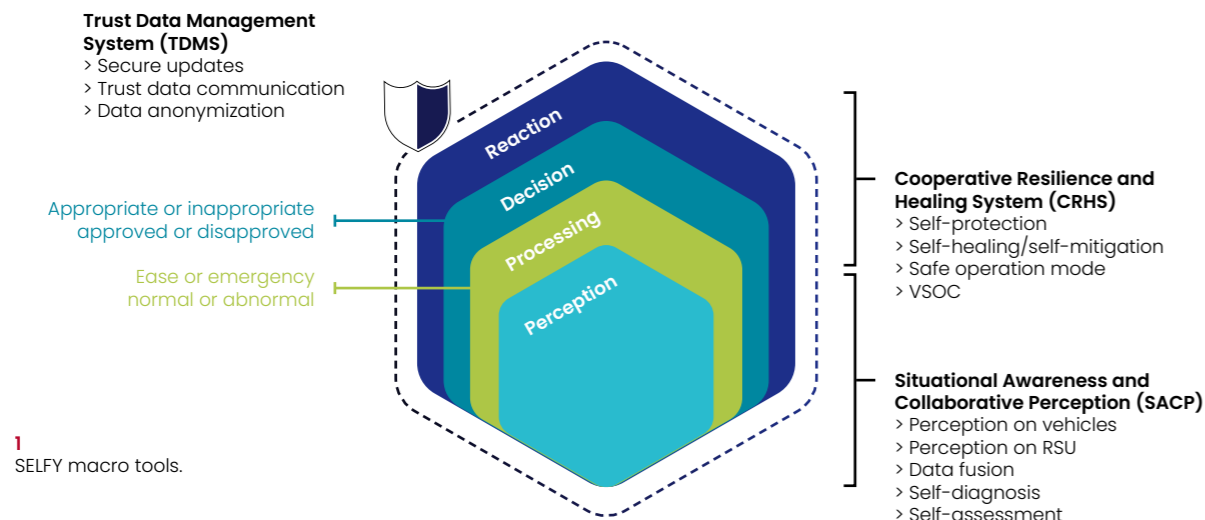 Trust Data Management
System (TDMS)
> Secure updates
> Trust data communication
> Data anonymization
Appropriate or inappropriate
approved or disapproved
Ease or emergency
normal or abnormal
Reaction
Decision
Processing
Perception
Cooperative Resilience and
Healing System (CRHS)
> Self-protection
> Self-healing/self-mitigation
> Safe operation mode
> VSOC
Situational Awareness and
Collaborative Perception (SACP)
> Perception on vehicles
> Perception on RSU
> Data fusion
> Self-diagnosis
> Self-assessment
1
SELFY macro tools.